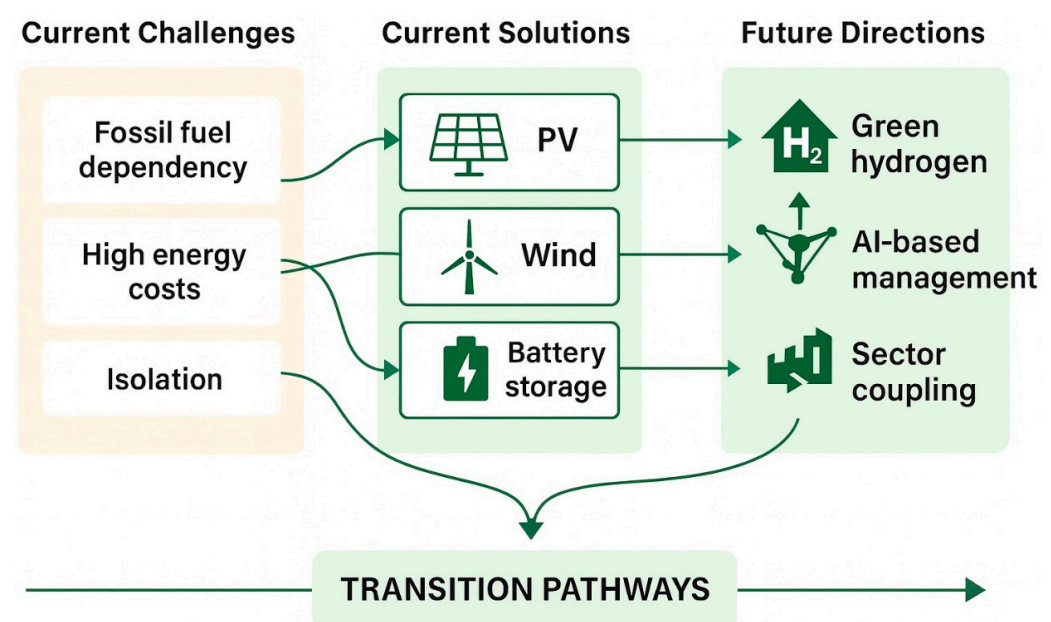 Current Challenges
Current Solutions
Future Directions
Fossil fuel
dependency
High energy
costs
Isolation
PV
Wind
Battery
storage
H₂
Green
hydrogen
AI-based
management
Sector
coupling
TRANSITION PATHWAYS